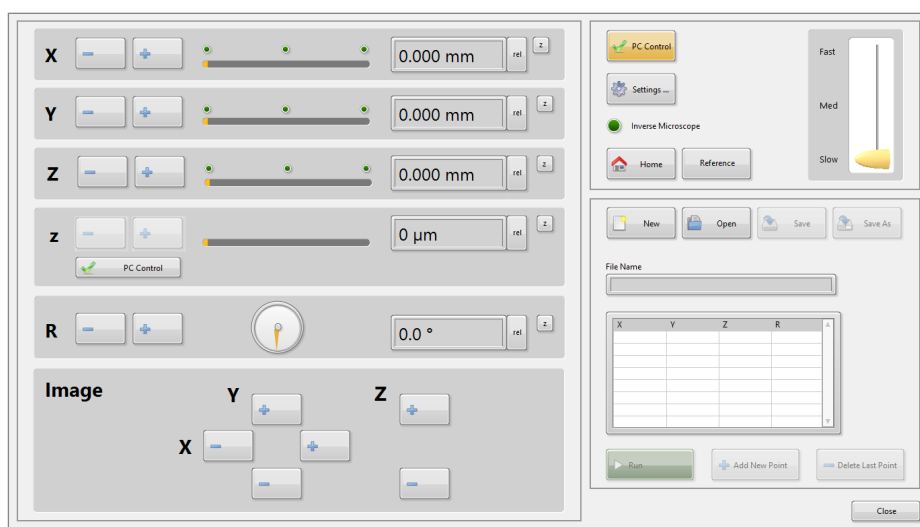 X
0.000 mm
rel
z
Y
0.000 mm
rel
z
Z
0.000 mm
rel
z
z
0 µm
rel
z
PC Control
R
0.0 °
rel
z
Image
Y
Z
X
PC Control
Settings ...
Inverse Microscope
Home
Reference
Fast
Med
Slow
New
Open
Save
Save As
File Name
X Y Z R
Run
Add New Point
Delete Last Point
Close